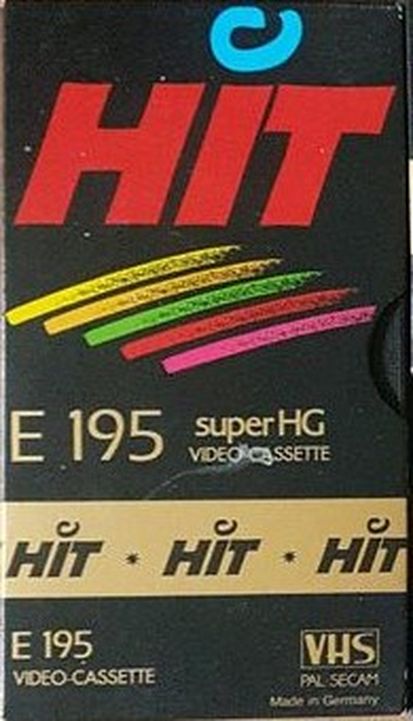 HIT
E 195 super HG
VIDEO-CASSETTE
HIT * HIT * HIT
E 195
VIDEO-CASSETTE
VHS
PAL SECAM
Made in Germany